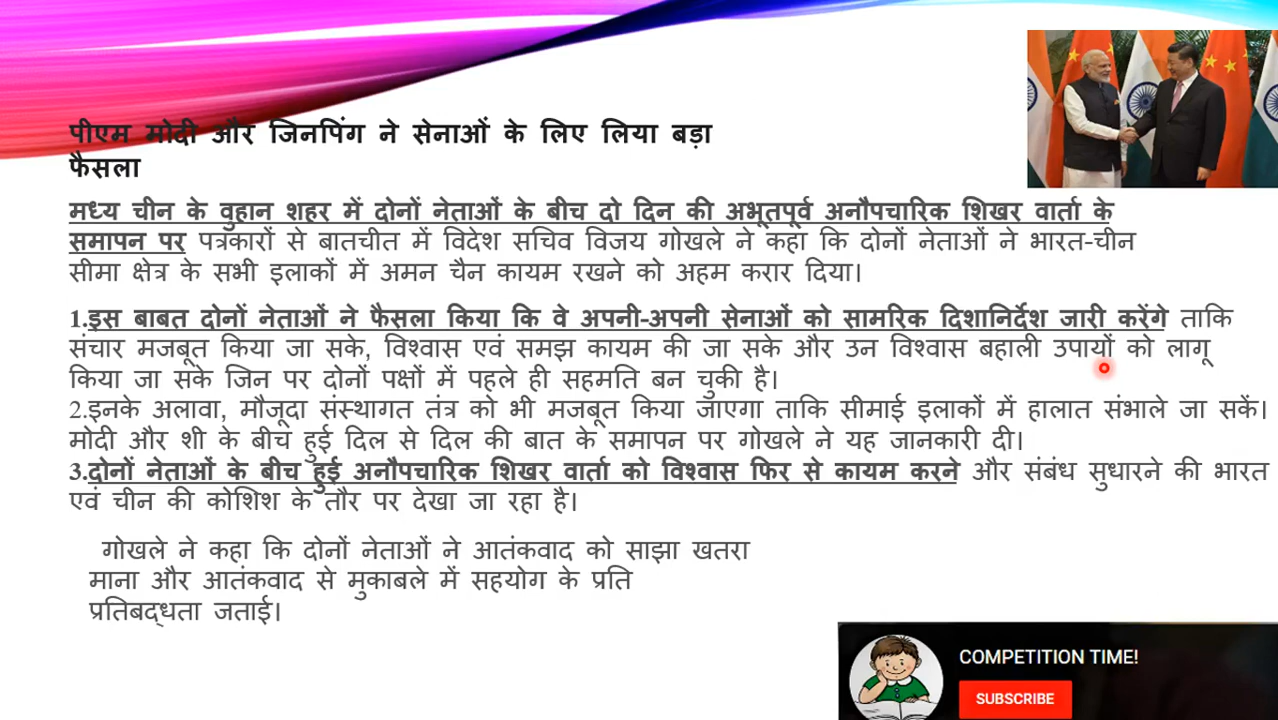 पीएम मोदी और जिनपिंग ने सेनाओं के लिए लिया बड़ा
फैसला
मध्य चीन के वुहान शहर में दोनों नेताओं के बीच दो दिन की अभूतपूर्व अनौपचारिक शिखर वार्ता के
समापन पर पत्रकारों से बातचीत में विदेश सचिव विजय गोखले ने कहा कि दोनों नेताओं ने भारत-चीन
सीमा क्षेत्र के सभी इलाकों में अमन चैन कायम रखने को अहम करार दिया।
1.इस बाबत दोनों नेताओं ने फैसला किया कि वे अपनी-अपनी सेनाओं को सामरिक दिशानिर्देश जारी करेंगे ताकि
संचार मजबूत किया जा सके, विश्वास एवं समझ कायम की जा सके और उन विश्वास बहाली उपायों को लागू
किया जा सके जिन पर दोनों पक्षों में पहले ही सहमति बन चुकी है।
2.इनके अलावा, मौजूदा संस्थागत तंत्र को भी मजबूत किया जाएगा ताकि सीमाई इलाकों में हालात संभाले जा सकें।
मोदी और शी के बीच हुई दिल से दिल की बात के समापन पर गोखले ने यह जानकारी दी।
3.दोनों नेताओं के बीच हुई अनौपचारिक शिखर वार्ता को विश्वास फिर से कायम करने और संबंध सुधारने की भारत
एवं चीन की कोशिश के तौर पर देखा जा रहा है।
गोखले ने कहा कि दोनों नेताओं ने आतंकवाद को साझा खतरा
माना और आतंकवाद से मुकाबले में सहयोग के प्रति
प्रतिबद्धता जताई।
COMPETITION TIME!
SUBSCRIBE